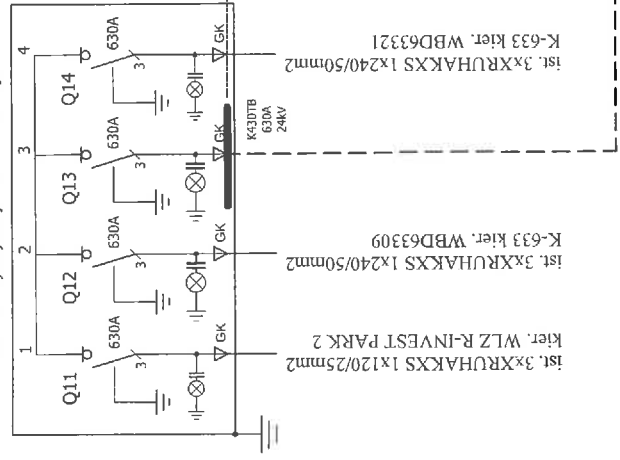 1
2
3
4
Q11
Q12
Q13
Q14
630A
630A
630A
630A
3
3
3
3
GK
GK
GK
GK
K430TB
630A
24kV
ist. 3xXRUHAKXS 1x120/25mm2
kier. WLZ R-INVEST PARK 2
ist. 3xXRUHAKXS 1x240/50mm2
K-633 kier. WBD63309
ist. 3xXRUHAKXS 1x240/50mm2
K-633 kier. WBD63321